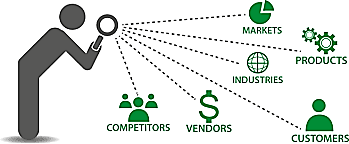 MARKETS
PRODUCTS
INDUSTRIES
COMPETITORS
VENDORS
CUSTOMERS